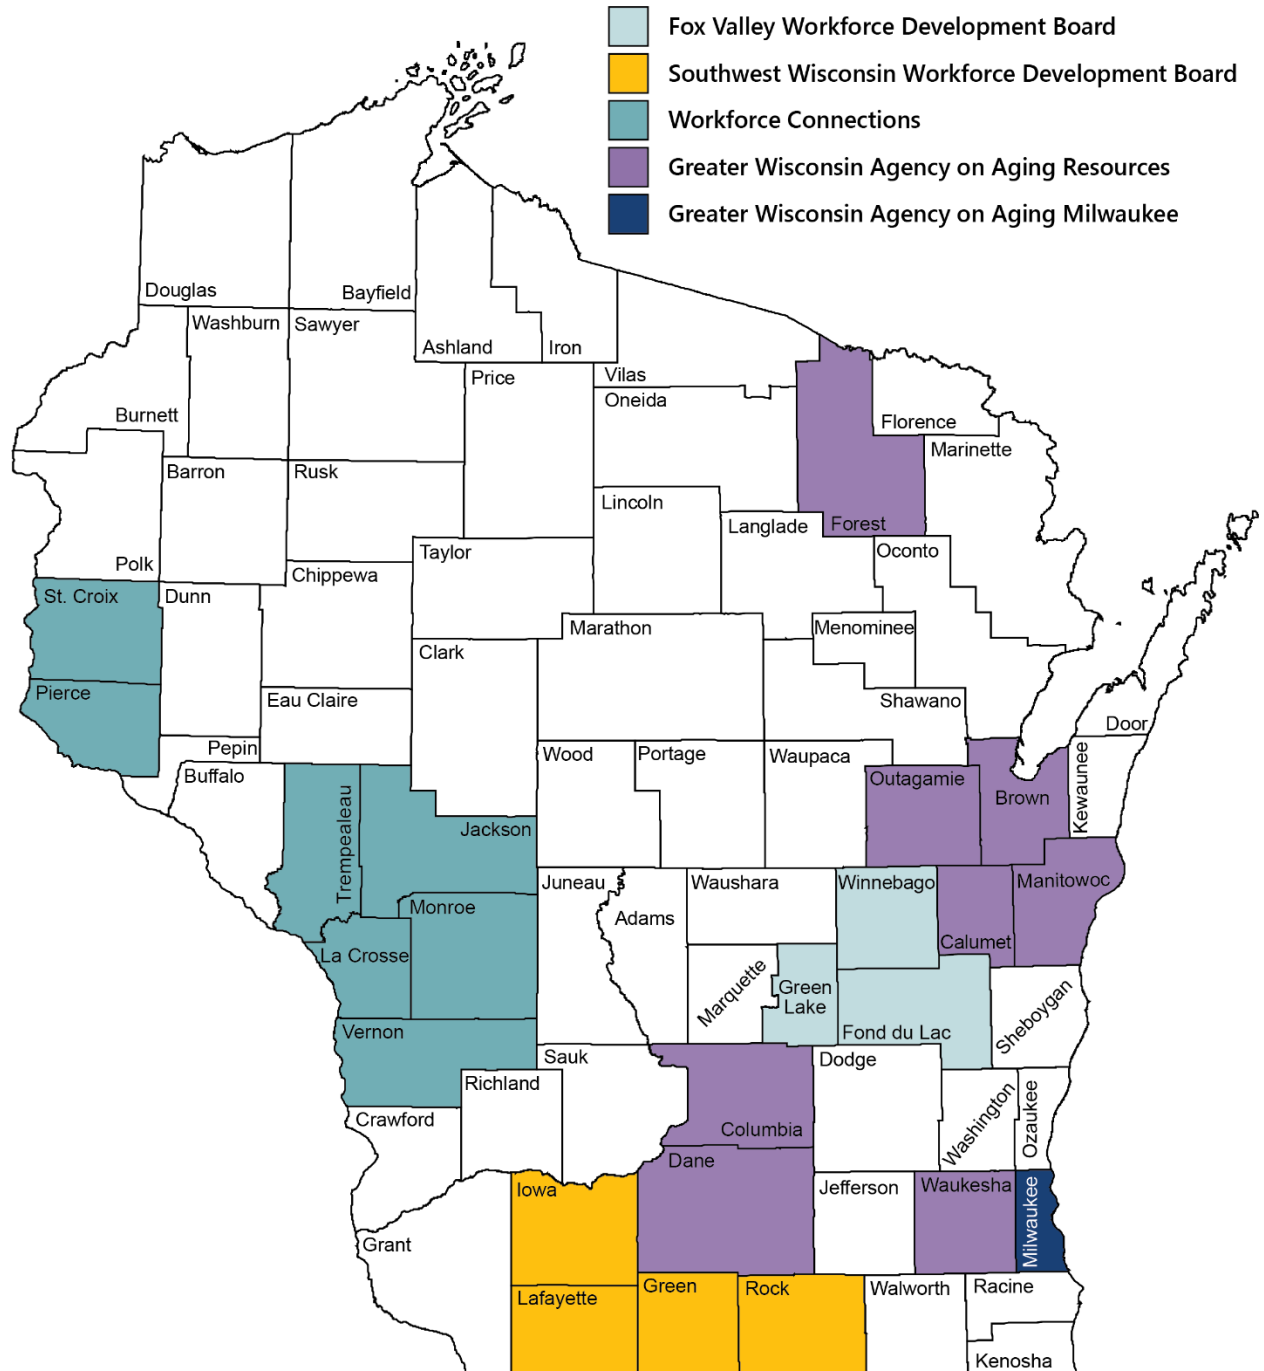 Fox Valley Workforce Development Board
Southwest Wisconsin Workforce Development Board
Workforce Connections
Greater Wisconsin Agency on Aging Resources
Greater Wisconsin Agency on Aging Milwaukee
Douglas
Bayfield
Washburn
Sawyer
Ashland
Iron
Vilas
Price
Oneida
Burnett
Florence
Marinette
Barron
Rusk
Lincoln
Langlade
Forest
Polk
Taylor
Oconto
Chippewa
St. Croix
Dunn
Marathon
Menominee
Clark
Pierce
Eau Claire
Shawano
Door
Pepin
Wood
Portage
Waupaca
Buffalo
Outagamie
Brown
Kewaunee
Trempealeau
Jackson
Juneau
Waushara
Winnebago
Manitowoc
Monroe
Adams
Calumet
La Crosse
Marquette
Green
Lake
Sheboygan
Vernon
Fond du Lac
Sauk
Dodge
Richland
Crawford
Columbia
Washington
Ozaukee
Dane
Iowa
Jefferson
Waukesha
Milwaukee
Grant
Green
Rock
Walworth
Racine
Lafayette
Kenosha